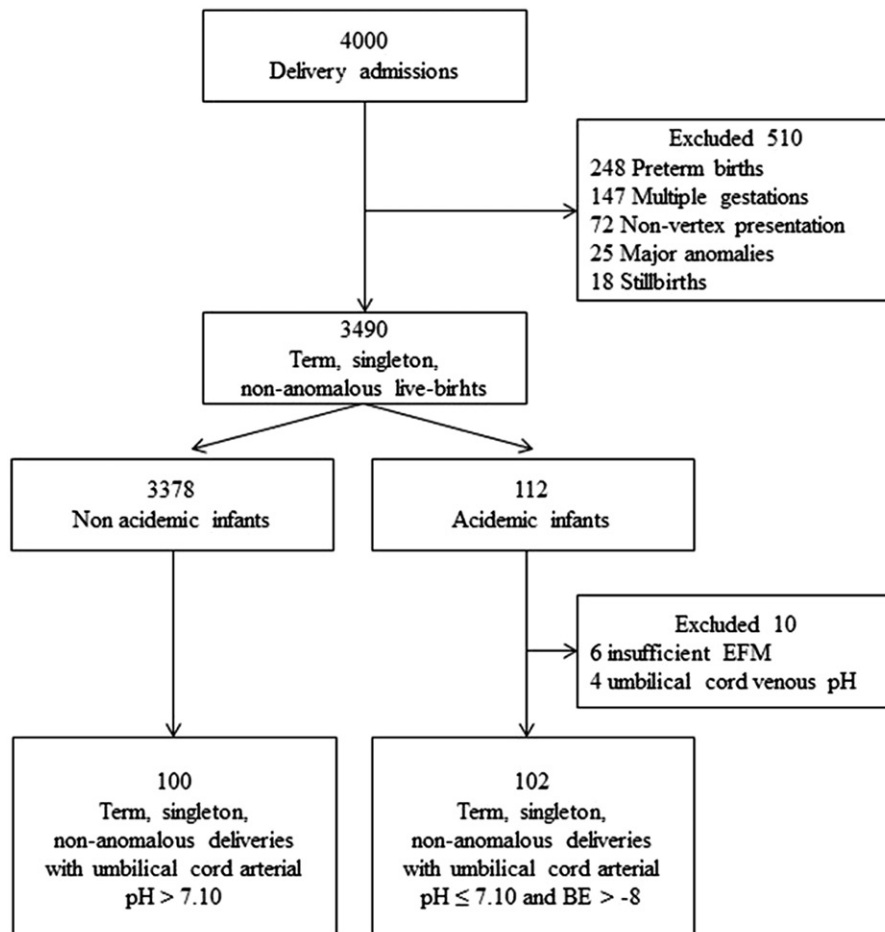 4000
Delivery admissions
Excluded 510
248 Preterm births
147 Multiple gestations
72 Non-vertex presentation
25 Major anomalies
18 Stillbirths
3490
Term, singleton,
non-anomalous live-birhts
3378
Non acidemic infants
112
Acidemic infants
Excluded 10
6 insufficient EFM
4 umbilical cord venous pH
100
Term, singleton,
non-anomalous deliveries
with umbilical cord arterial
pH > 7.10
102
Term, singleton,
non-anomalous deliveries
with umbilical cord arterial
pH ≤ 7.10 and BE > -8